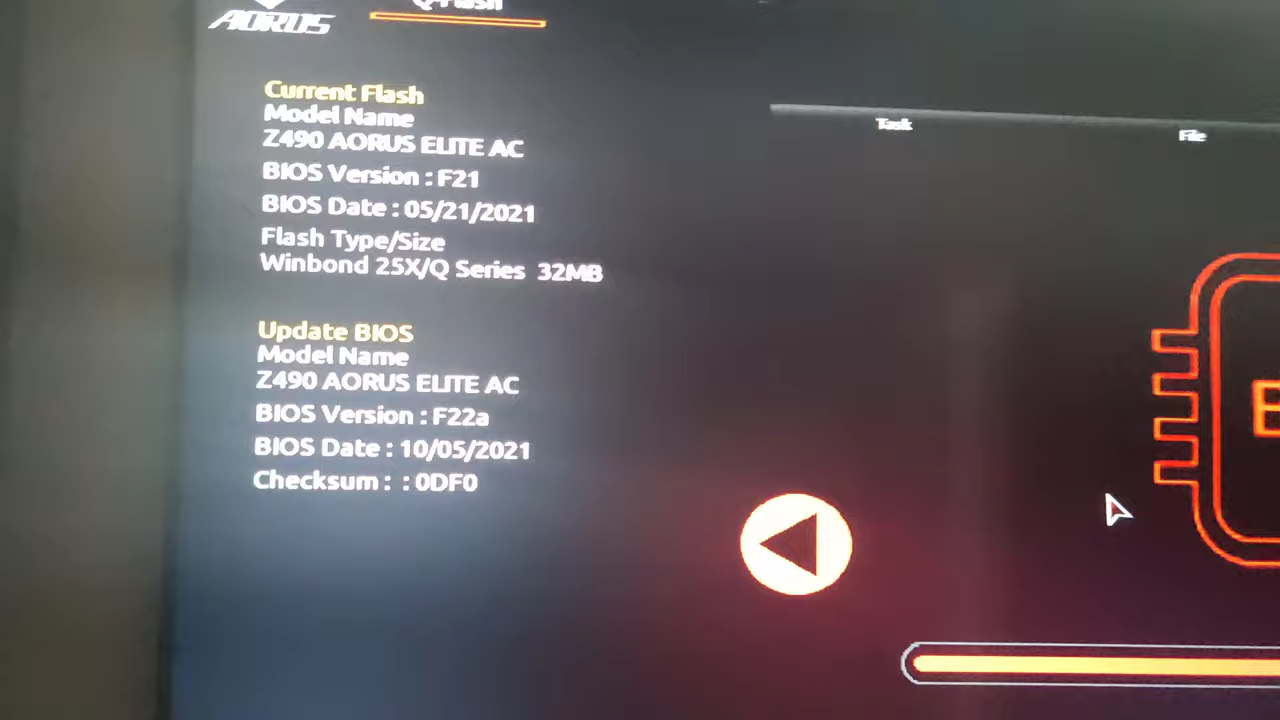 AORUS
Q-Flash
Current Flash
Model Name
Z490 AORUS ELITE AC
BIOS Version : F21
BIOS Date : 05/21/2021
Flash Type/Size
Winbond 25X/Q Series 32MB
Update BIOS
Model Name
Z490 AORUS ELITE AC
BIOS Version : F22a
BIOS Date : 10/05/2021
Checksum : : 0DF0
Task
File